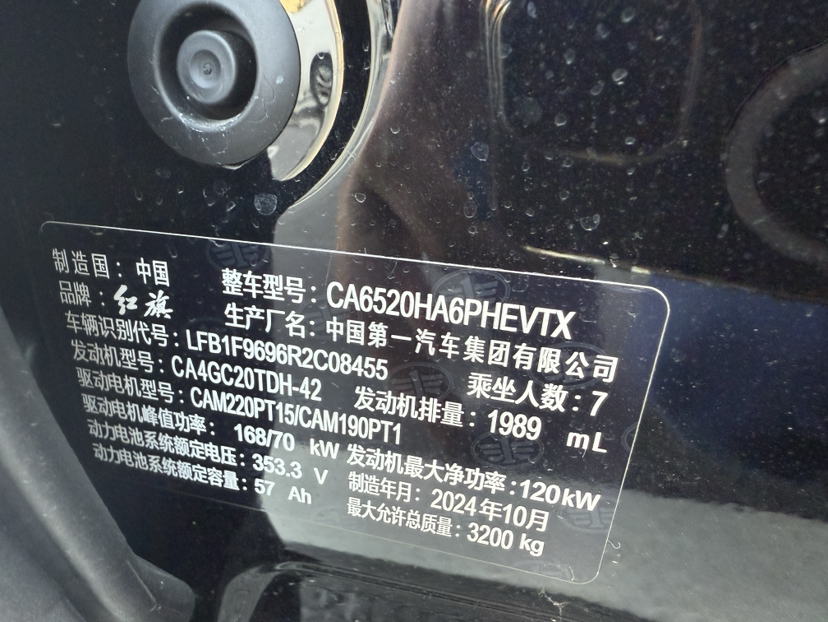 制造国：中国 整车型号：CA6520HA6PHEVTX
品牌：红旗 生产厂名：中国第一汽车集团有限公司
车辆识别代号：LFB1F9696R2C08455 乘坐人数：7
发动机型号：CA4GC20TDH-42 发动机排量：1989 mL
驱动电机型号：CAM220PT15/CAM190PT1
驱动电机峰值功率：168/70 kW 发动机最大净功率：120kW
动力电池系统额定电压：353.3 V 制造年月：2024年10月
动力电池系统额定容量：57 Ah 最大允许总质量：3200 kg